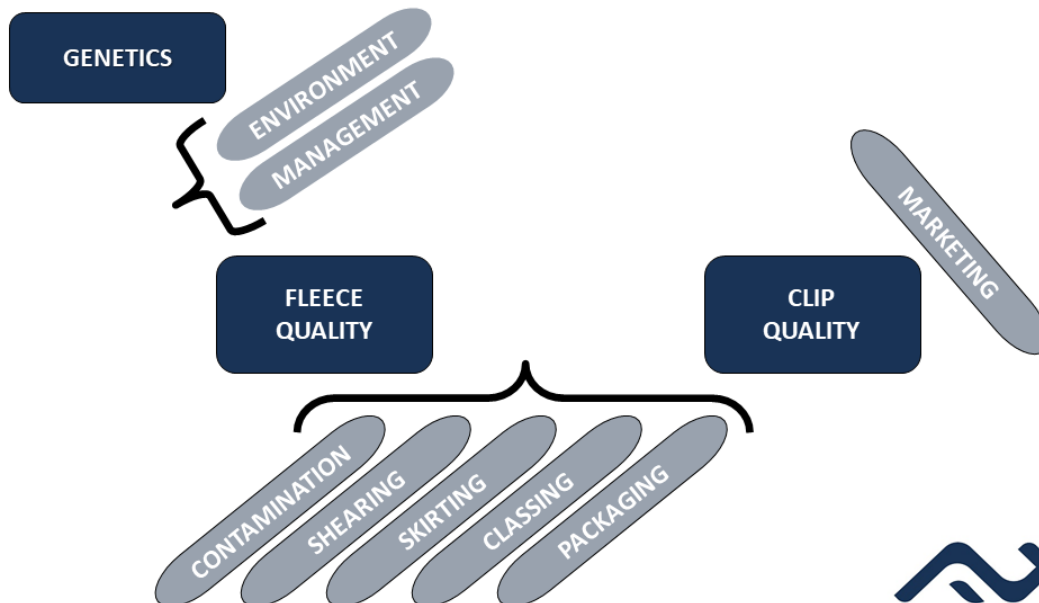 GENETICS
ENVIRONMENT
MANAGEMENT
MARKETING
FLEECE
QUALITY
CLIP
QUALITY
CONTAMINATION
SHEARING
SKIRTING
CLASSING
PACKAGING